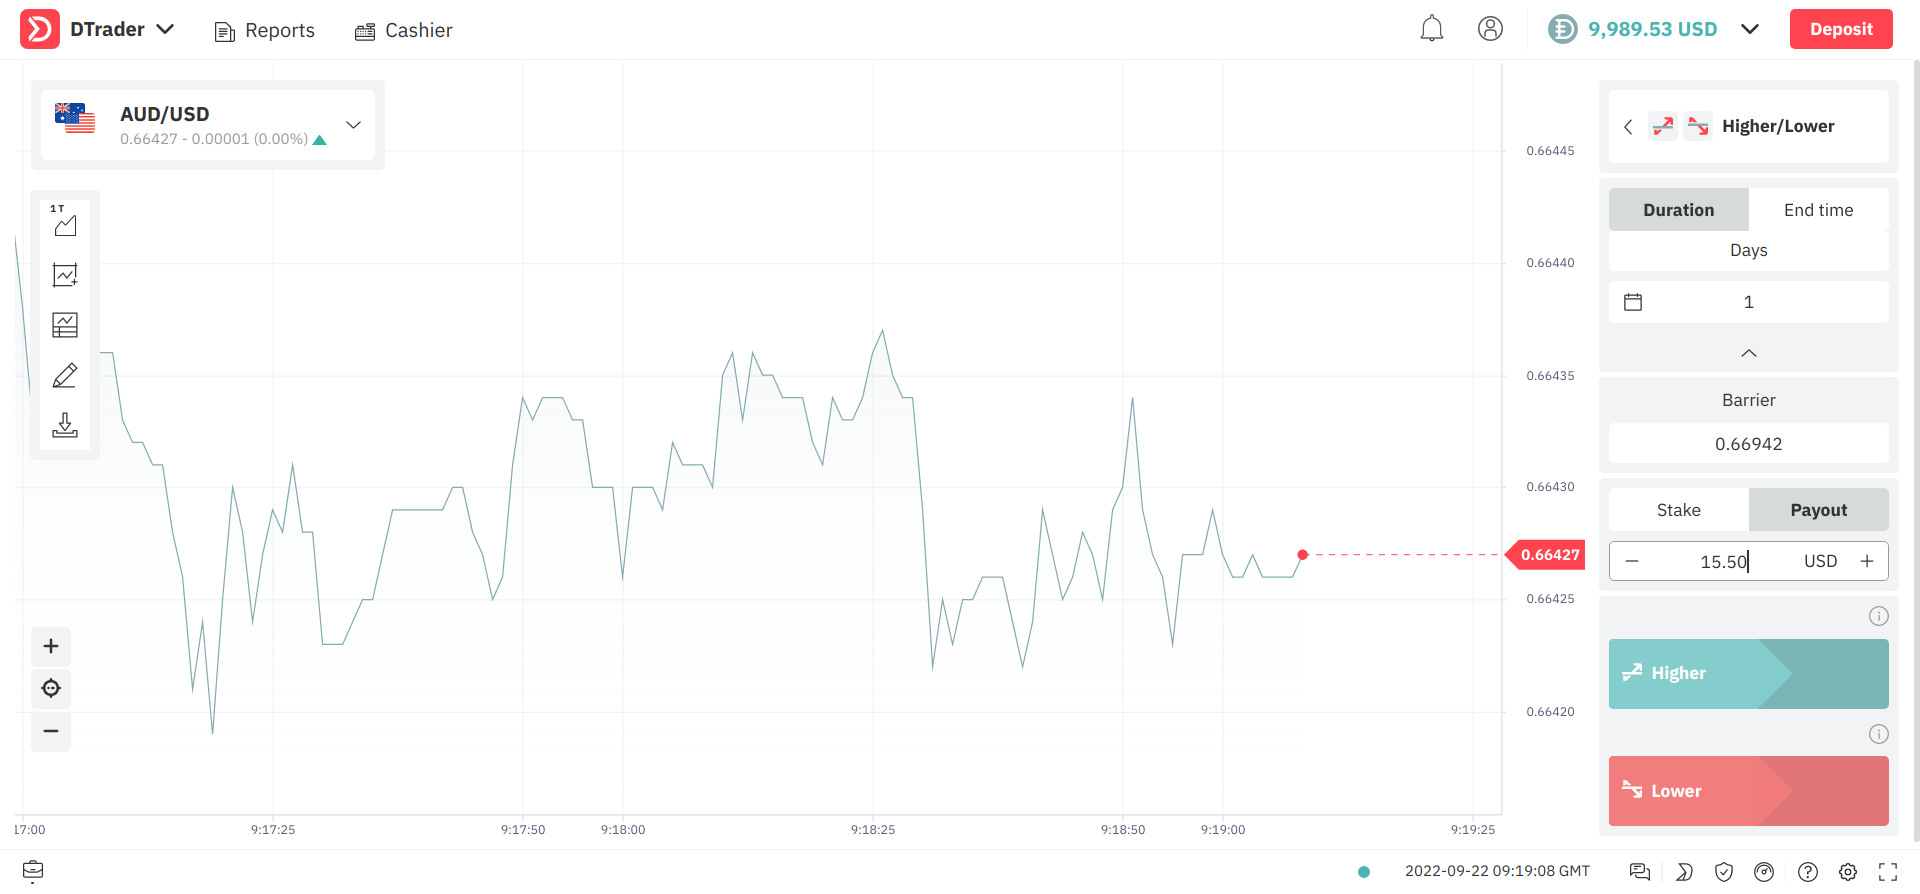 DTrader
Reports
Cashier
9,989.53 USD
Deposit
AUD/USD
0.66427 - 0.00001 (0.00%)
1 T
0.66445
0.66440
0.66435
0.66430
0.66427
0.66425
0.66420
17:00
9:17:25
9:17:50
9:18:00
9:18:25
9:18:50
9:19:00
9:19:25
Higher/Lower
Duration
End time
Days
1
Barrier
0.66942
Stake
Payout
15.50
USD
Higher
Lower
2022-09-22 09:19:08 GMT